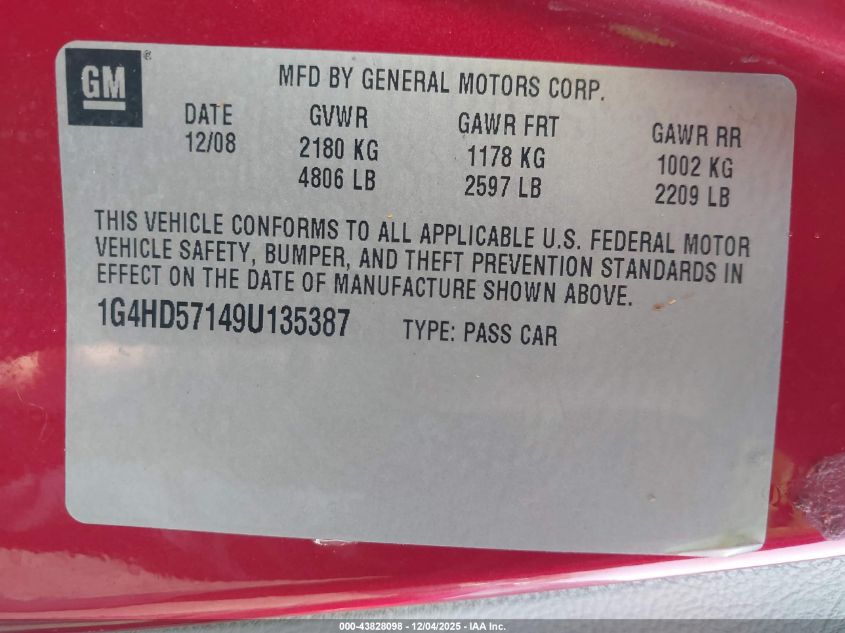 GM ®
MFD BY GENERAL MOTORS CORP.
DATE GVWR GAWR FRT GAWR RR
12/08 2180 KG 1178 KG 1002 KG
4806 LB 2597 LB 2209 LB
THIS VEHICLE CONFORMS TO ALL APPLICABLE U.S. FEDERAL MOTOR
VEHICLE SAFETY, BUMPER, AND THEFT PREVENTION STANDARDS IN
EFFECT ON THE DATE OF MANUFACTURE SHOWN ABOVE.
1G4HD57149U135387 TYPE: PASS CAR
000-43828098 - 12/04/2025 - IAA Inc.